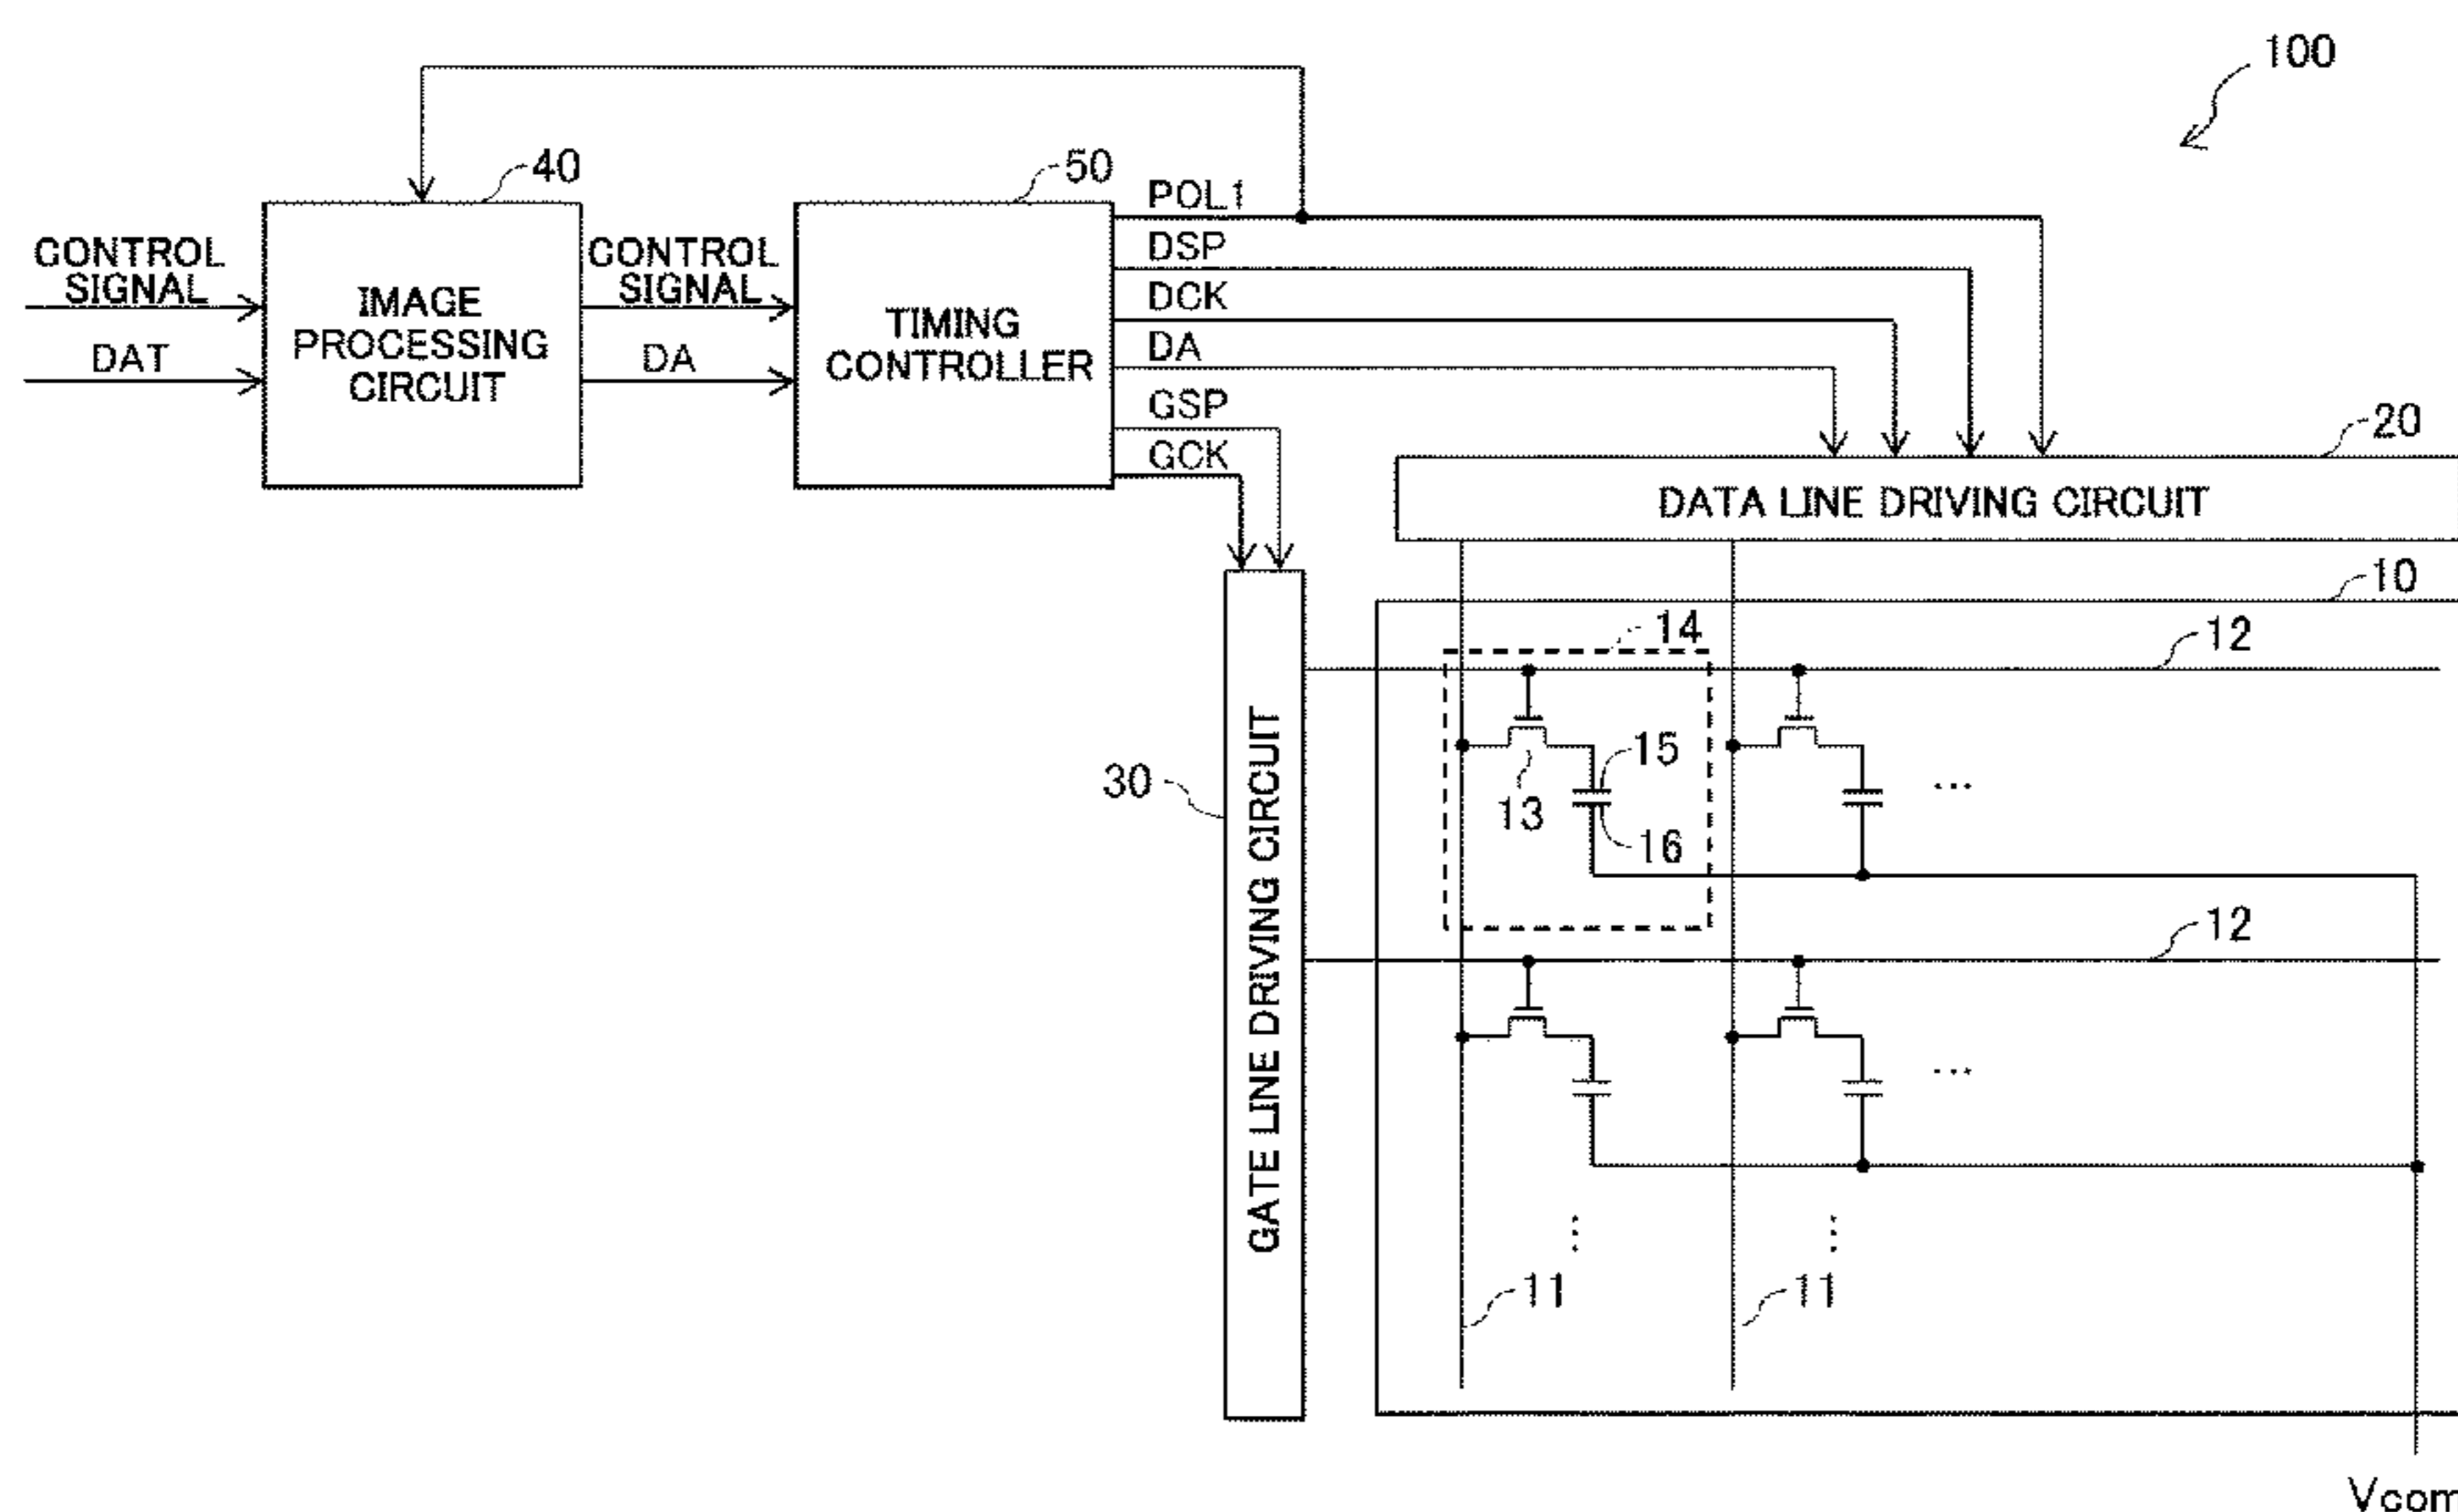 100
40
50
POL1
CONTROL
SIGNAL
CONTROL
SIGNAL
DSP
DCK
IMAGE
PROCESSING
CIRCUIT
TIMING
CONTROLLER
DAT
DA
DA
GSP
GCK
20
DATA LINE DRIVING CIRCUIT
10
14
12
15
13
16
30
GATE LINE DRIVING CIRCUIT
...
12
...
...
...
11
11
Vcom